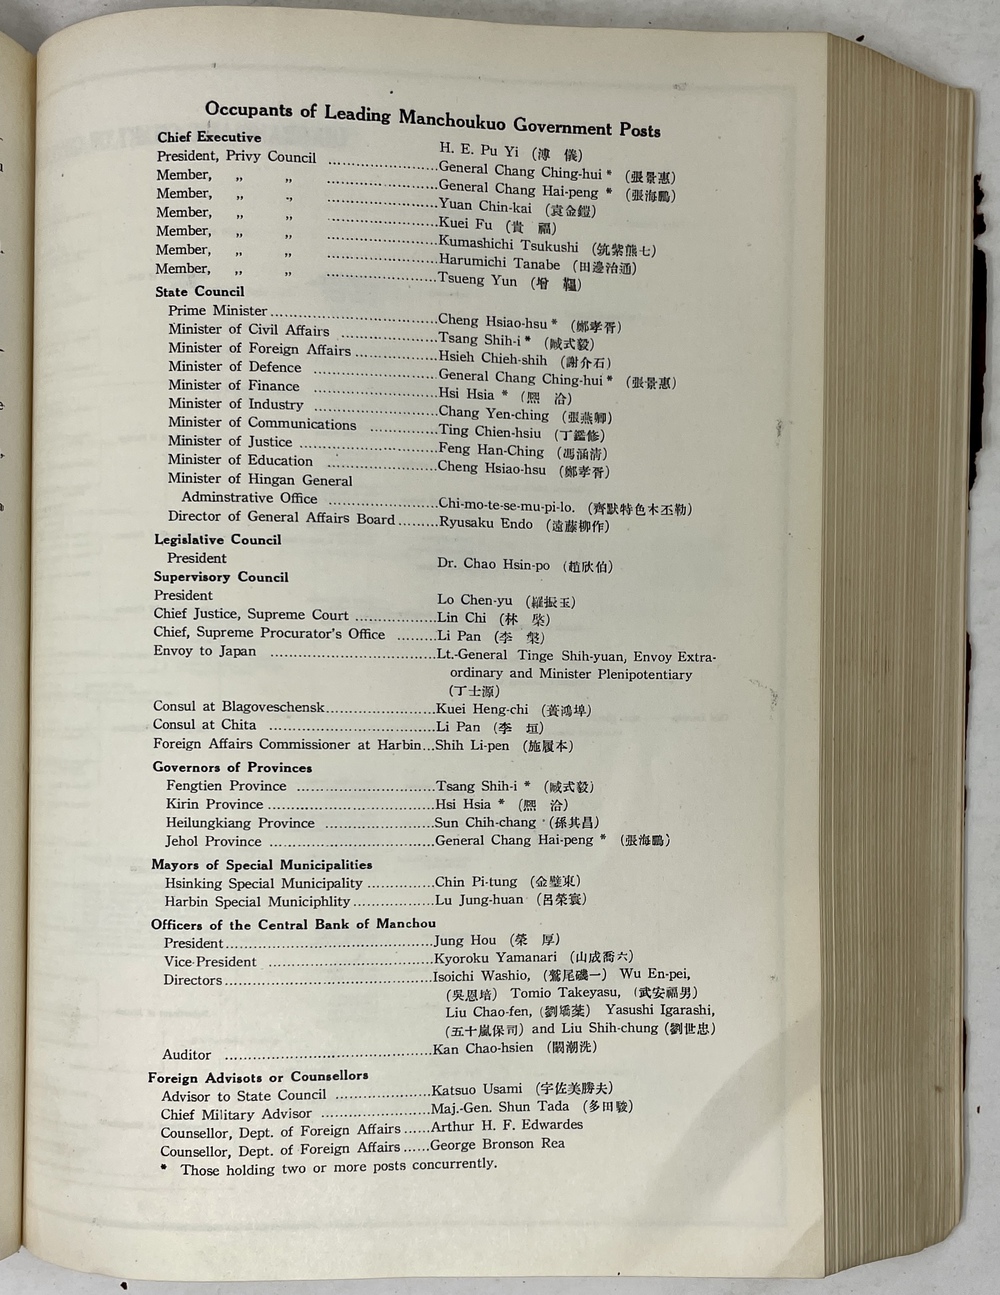 Occupants of Leading Manchoukuo Government Posts
Chief Executive H. E. Pu Yi (溥 儀)
President, Privy Council ....................General Chang Ching-hui * (張景惠)
Member, „ „ ....................General Chang Hai-peng * (張海鵬)
Member, „ „ ....................Yuan Chin-kai (袁金鎧)
Member, „ „ ....................Kuei Fu (貴 福)
Member, „ „ ....................Kumashichi Tsukushi (筑紫熊七)
Member, „ „ ....................Harumichi Tanabe (田邊治通)
Member, „ „ ....................Tsueng Yun (增 韞)
State Council
Prime Minister....................Cheng Hsiao-hsu * (鄭孝胥)
Minister of Civil Affairs ....................Tsang Shih-i * (臧式毅)
Minister of Foreign Affairs ....................Hsieh Chieh-shih (謝介石)
Minister of Defence ....................General Chang Ching-hui * (張景惠)
Minister of Finance ....................Hsi Hsia * (熙 洽)
Minister of Industry ....................Chang Yen-ching (張燕卿)
Minister of Communications ....................Ting Chien-hsiu (丁鑑修)
Minister of Justice ....................Feng Han-Ching (馮涵清)
Minister of Education ....................Cheng Hsiao-hsu (鄭孝胥)
Minister of Hingan General
Adminstrative Office ....................Chi-mo-te-se-mu-pi-lo. (齊默特色木丕勒)
Director of General Affairs Board.........Ryusaku Endo (遠藤柳作)
Legislative Council
President Dr. Chao Hsin-po (趙欣伯)
Supervisory Council
President Lo Chen-yu (羅振玉)
Chief Justice, Supreme Court ....................Lin Chi (林 棨)
Chief, Supreme Procurator's Office .........Li Pan (李 槃)
Envoy to Japan ....................Lt.-General Tinge Shih-yuan, Envoy Extra-
ordinary and Minister Plenipotentiary
(丁士源)
Consul at Blagoveschensk....................Kuei Heng-chi (鴻埠)
Consul at Chita ....................Li Pan (李 垣)
Foreign Affairs Commissioner at Harbin...Shih Li-pen (施履本)
Governors of Provinces
Fengtien Province ....................Tsang Shih-i * (臧式毅)
Kirin Province ....................Hsi Hsia * (熙 洽)
Heilungkiang Province ....................Sun Chih-chang (孫其昌)
Jehol Province ....................General Chang Hai-peng * (張海鵬)
Mayors of Special Municipalities
Hsinking Special Municipality ...............Chin Pi-tung (金璧東)
Harbin Special Municiphlity..................Lu Jung-huan (呂榮寰)
Officers of the Central Bank of Manchou
President....................Jung Hou (榮 厚)
Vice-President ....................Kyoroku Yamanari (山成喬六)
Directors....................Isoichi Washio, (鷲尾磯一) Wu En-pei,
(吳恩培) Tomio Takeyasu, (武安福男)
Liu Chao-fen, (劉) Yasushi Igarashi,
(五十嵐保司) and Liu Shih-chung (劉世忠)
Auditor ....................Kan Chao-hsien (闞潮洗)
Foreign Advisots or Counsellors
Advisor to State Council ....................Katsuo Usami (宇佐美勝夫)
Chief Military Advisor ....................Maj.-Gen. Shun Tada (多田駿)
Counsellor, Dept. of Foreign Affairs ......Arthur H. F. Edwardes
Counsellor, Dept. of Foreign Affairs ......George Bronson Rea
* Those holding two or more posts concurrently.